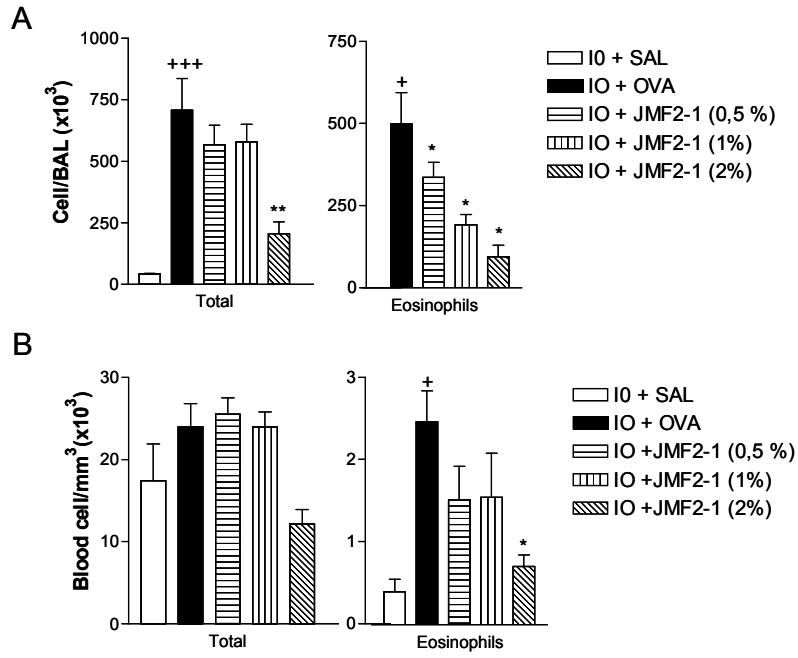 A
1000
750
500
250
0
Cell/BAL (x10³)
+++
**
Total
750
500
250
0
+
*
*
*
Eosinophils
I0 + SAL
IO + OVA
IO + JMF2-1 (0,5 %)
IO + JMF2-1 (1%)
IO + JMF2-1 (2%)
B
30
20
10
0
Blood cell/mm³(x10³)
Total
3
2
1
0
+
*
Eosinophils
I0 + SAL
IO + OVA
IO +JMF2-1 (0,5 %)
IO +JMF2-1 (1%)
IO +JMF2-1 (2%)